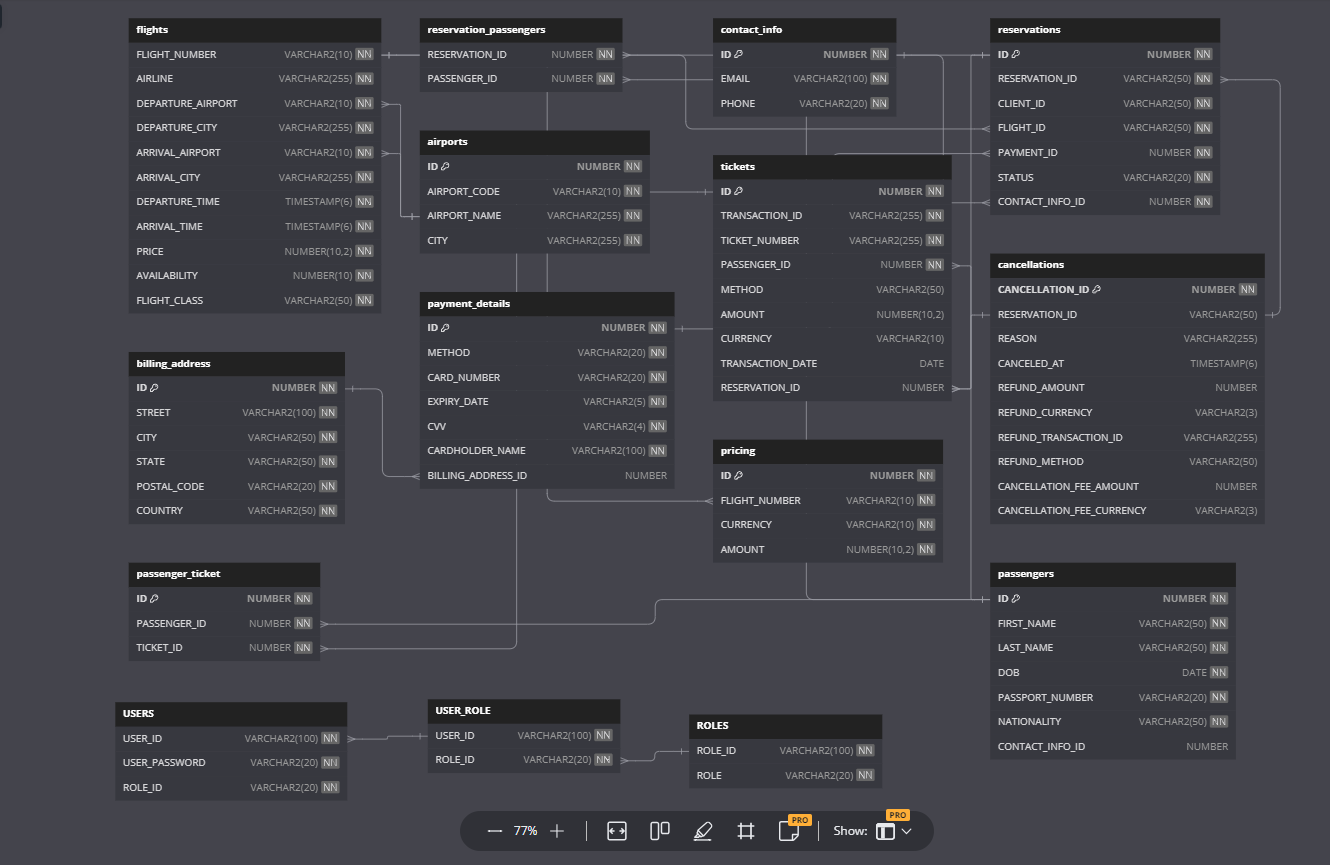 flights
FLIGHT_NUMBER VARCHAR2(10) NN
AIRLINE VARCHAR2(255) NN
DEPARTURE_AIRPORT VARCHAR2(10) NN
DEPARTURE_CITY VARCHAR2(255) NN
ARRIVAL_AIRPORT VARCHAR2(10) NN
ARRIVAL_CITY VARCHAR2(255) NN
DEPARTURE_TIME TIMESTAMP(6) NN
ARRIVAL_TIME TIMESTAMP(6) NN
PRICE NUMBER(10,2) NN
AVAILABILITY NUMBER(10) NN
FLIGHT_CLASS VARCHAR2(50) NN
reservation_passengers
RESERVATION_ID NUMBER NN
PASSENGER_ID NUMBER NN
contact_info
ID NUMBER NN
EMAIL VARCHAR2(100) NN
PHONE VARCHAR2(20) NN
reservations
ID NUMBER NN
RESERVATION_ID VARCHAR2(50) NN
CLIENT_ID VARCHAR2(50) NN
FLIGHT_ID VARCHAR2(50) NN
PAYMENT_ID NUMBER NN
STATUS VARCHAR2(20) NN
CONTACT_INFO_ID NUMBER NN
airports
ID NUMBER NN
AIRPORT_CODE VARCHAR2(10) NN
AIRPORT_NAME VARCHAR2(255) NN
CITY VARCHAR2(255) NN
tickets
ID NUMBER NN
TRANSACTION_ID VARCHAR2(255) NN
TICKET_NUMBER VARCHAR2(255) NN
PASSENGER_ID NUMBER NN
METHOD VARCHAR2(50)
AMOUNT NUMBER(10,2)
CURRENCY VARCHAR2(10)
TRANSACTION_DATE DATE
RESERVATION_ID NUMBER
cancellations
CANCELLATION_ID NUMBER NN
RESERVATION_ID VARCHAR2(50)
REASON VARCHAR2(255)
CANCELED_AT TIMESTAMP(6)
REFUND_AMOUNT NUMBER
REFUND_CURRENCY VARCHAR2(3)
REFUND_TRANSACTION_ID VARCHAR2(255)
REFUND_METHOD VARCHAR2(50)
CANCELLATION_FEE_AMOUNT NUMBER
CANCELLATION_FEE_CURRENCY VARCHAR2(3)
payment_details
ID NUMBER NN
METHOD VARCHAR2(20) NN
CARD_NUMBER VARCHAR2(20) NN
EXPIRY_DATE VARCHAR2(5) NN
CVV VARCHAR2(4) NN
CARDHOLDER_NAME VARCHAR2(100) NN
BILLING_ADDRESS_ID NUMBER
billing_address
ID NUMBER NN
STREET VARCHAR2(100) NN
CITY VARCHAR2(50) NN
STATE VARCHAR2(50) NN
POSTAL_CODE VARCHAR2(20) NN
COUNTRY VARCHAR2(50) NN
pricing
ID NUMBER NN
FLIGHT_NUMBER VARCHAR2(10) NN
CURRENCY VARCHAR2(10) NN
AMOUNT NUMBER(10,2) NN
passenger_ticket
ID NUMBER NN
PASSENGER_ID NUMBER NN
TICKET_ID NUMBER NN
passengers
ID NUMBER NN
FIRST_NAME VARCHAR2(50) NN
LAST_NAME VARCHAR2(50) NN
DOB DATE NN
PASSPORT_NUMBER VARCHAR2(20) NN
NATIONALITY VARCHAR2(50) NN
CONTACT_INFO_ID NUMBER
USERS
USER_ID VARCHAR2(100) NN
USER_PASSWORD VARCHAR2(20) NN
ROLE_ID VARCHAR2(20) NN
USER_ROLE
USER_ID VARCHAR2(100) NN
ROLE_ID VARCHAR2(20) NN
ROLES
ROLE_ID VARCHAR2(100) NN
ROLE VARCHAR2(20) NN
77%
PRO
Show:
PRO